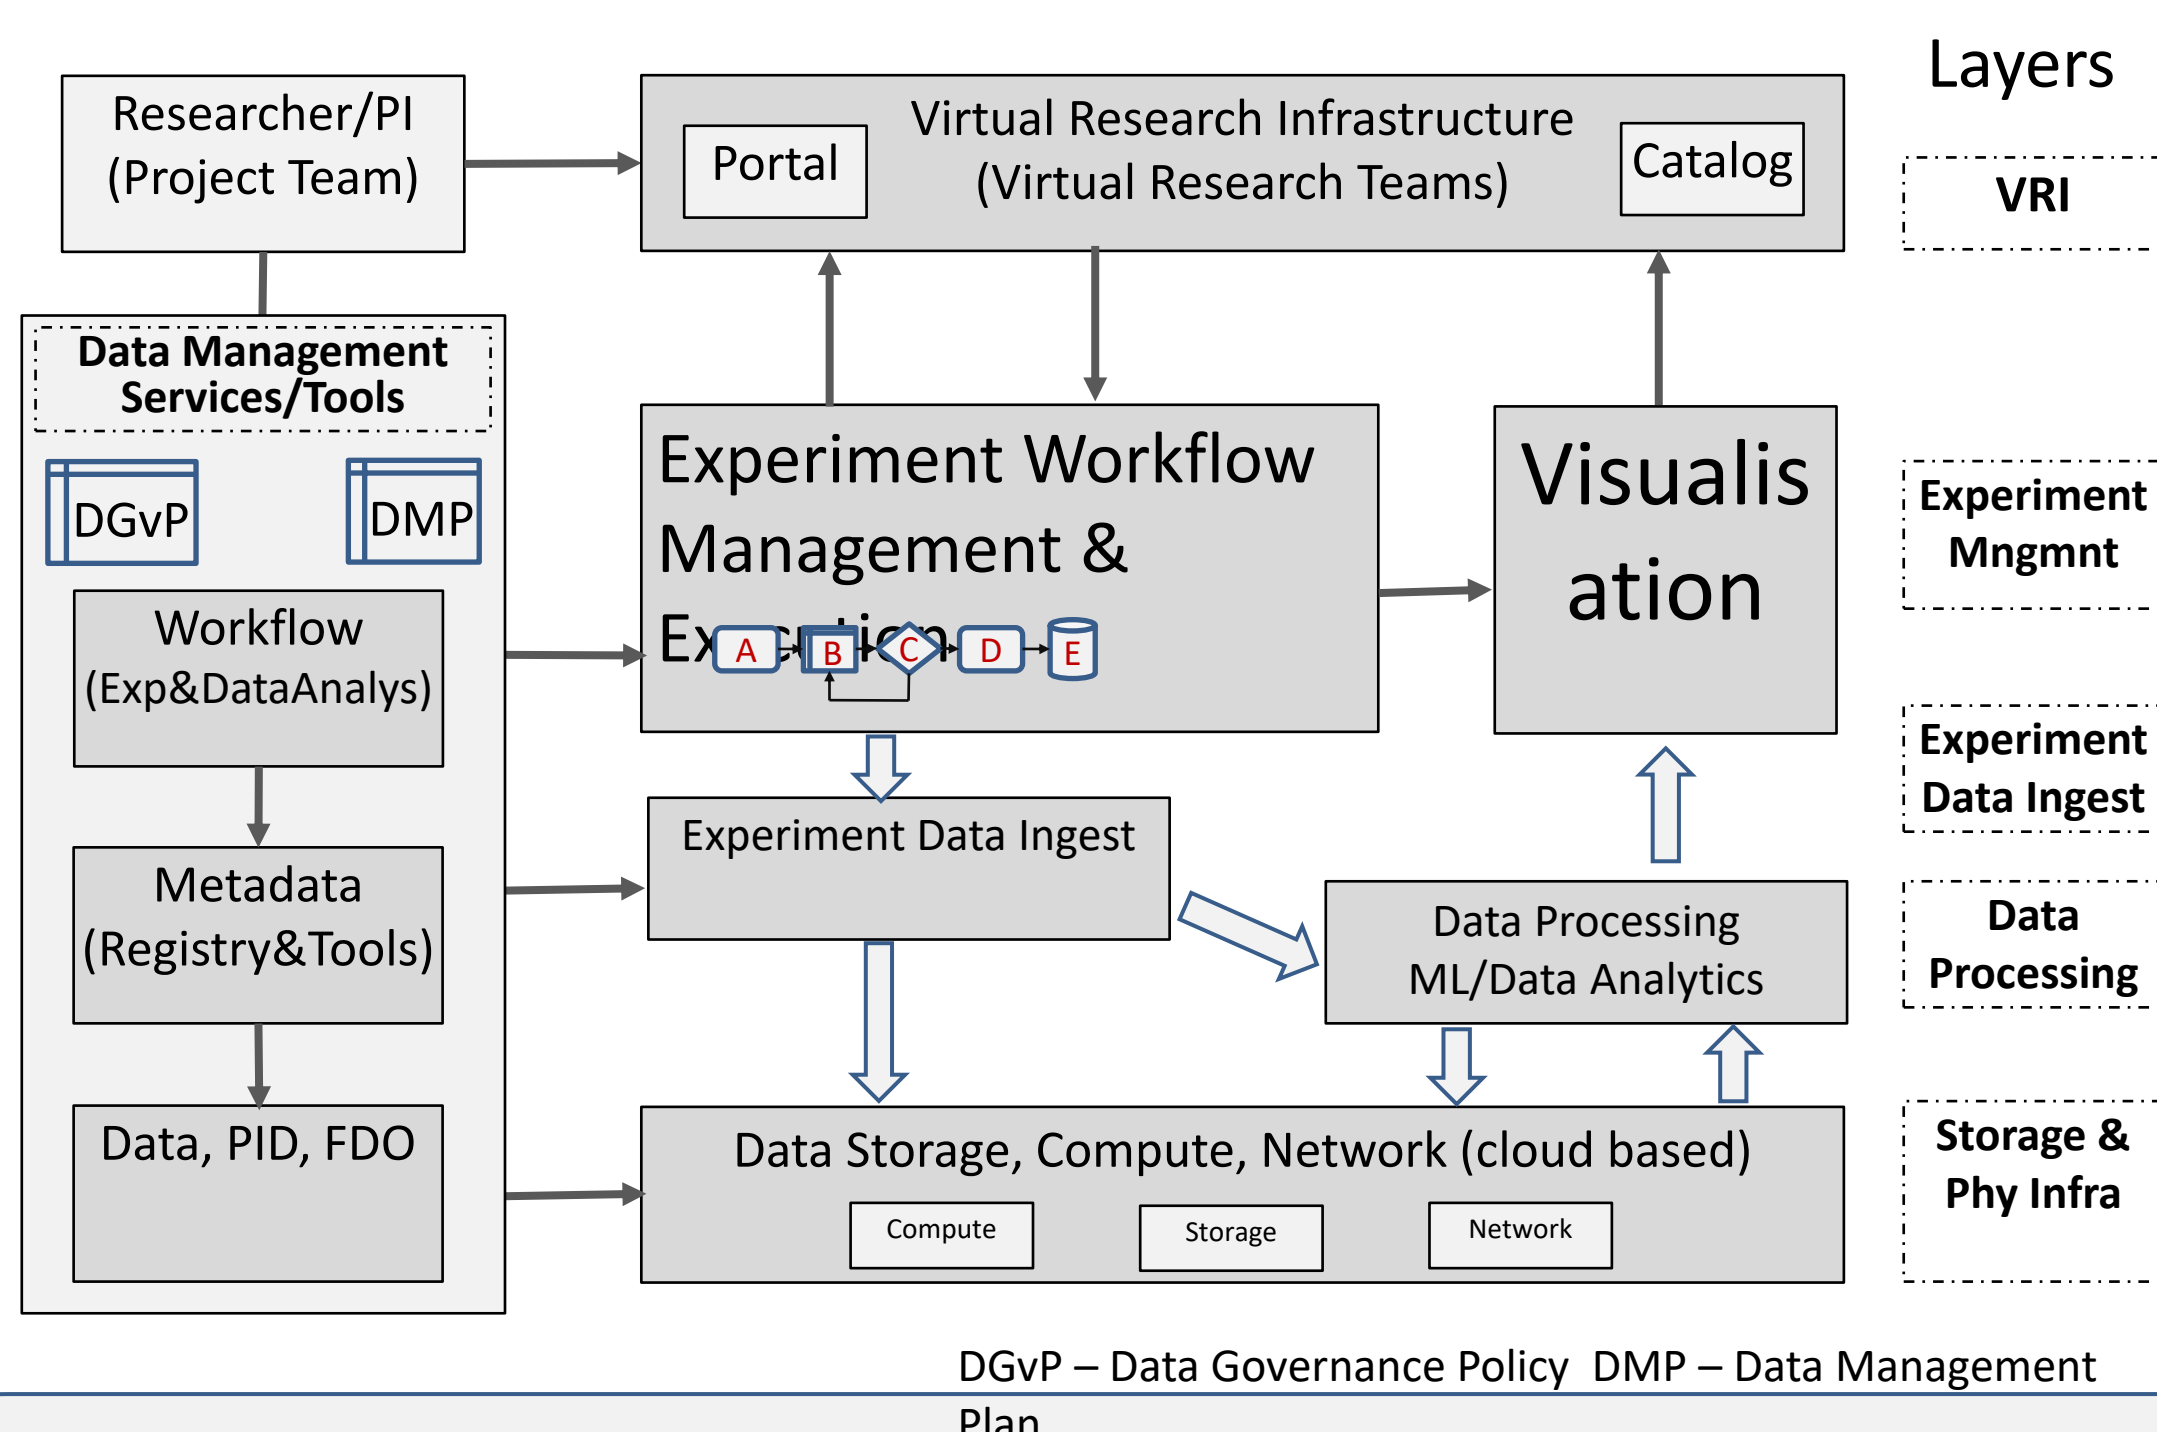 Layers
Researcher/PI
(Project Team)
Virtual Research Infrastructure
(Virtual Research Teams)
Portal
Catalog
VRI
Data Management
Services/Tools
DGvP
DMP
Experiment Workflow
Management &
Execution
A
B
C
D
E
Visualis
ation
Experiment
Mngmnt
Workflow
(Exp&DataAnalys)
Experiment
Data Ingest
Experiment Data Ingest
Metadata
(Registry&Tools)
Data Processing
ML/Data Analytics
Data
Processing
Data, PID, FDO
Data Storage, Compute, Network (cloud based)
Compute
Storage
Network
Storage &
Phy Infra
DGvP – Data Governance Policy DMP – Data Management
Plan